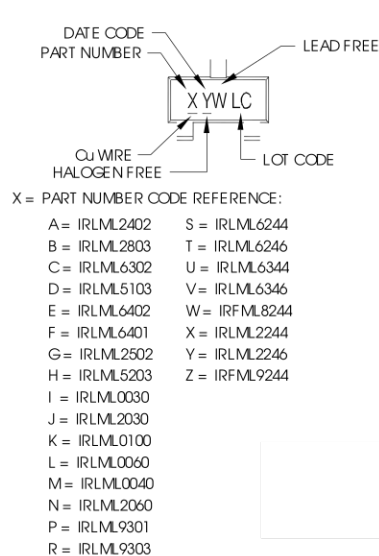 DATE CODE
PART NUMBER
LEAD FREE
X YW LC
Cu WIRE
HALOGEN FREE
LOT CODE
X = PART NUMBER CODE REFERENCE:
A = IRLML2402 S = IRLML6244
B = IRLML2803 T = IRLML6246
C = IRLML6302 U = IRLML6344
D = IRLML5103 V = IRLML6346
E = IRLML6402 W = IRFML8244
F = IRLML6401 X = IRLML2244
G = IRLML2502 Y = IRLML2246
H = IRLML5203 Z = IRFML9244
I = IRLML0030
J = IRLML2030
K = IRLML0100
L = IRLML0060
M = IRLML0040
N = IRLML2060
P = IRLML9301
R = IRLML9303